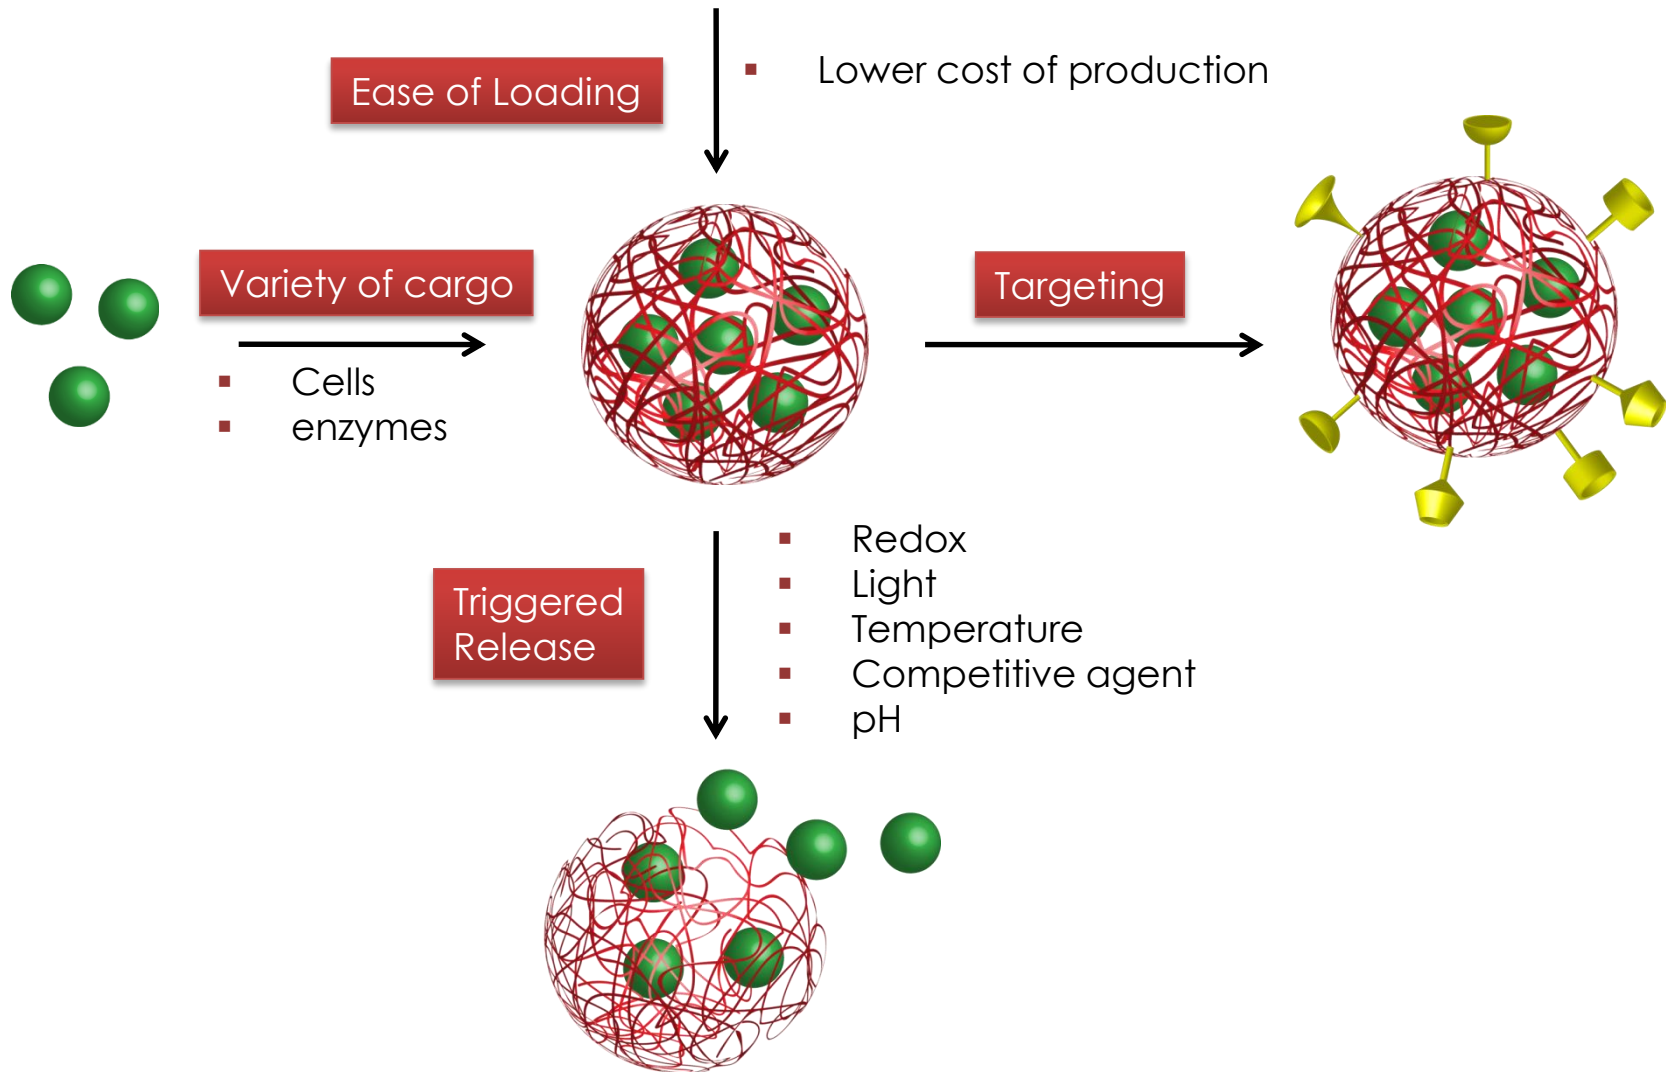 Ease of Loading
Lower cost of production
Variety of cargo
Cells
enzymes
Targeting
Triggered
Release
Redox
Light
Temperature
Competitive agent
pH